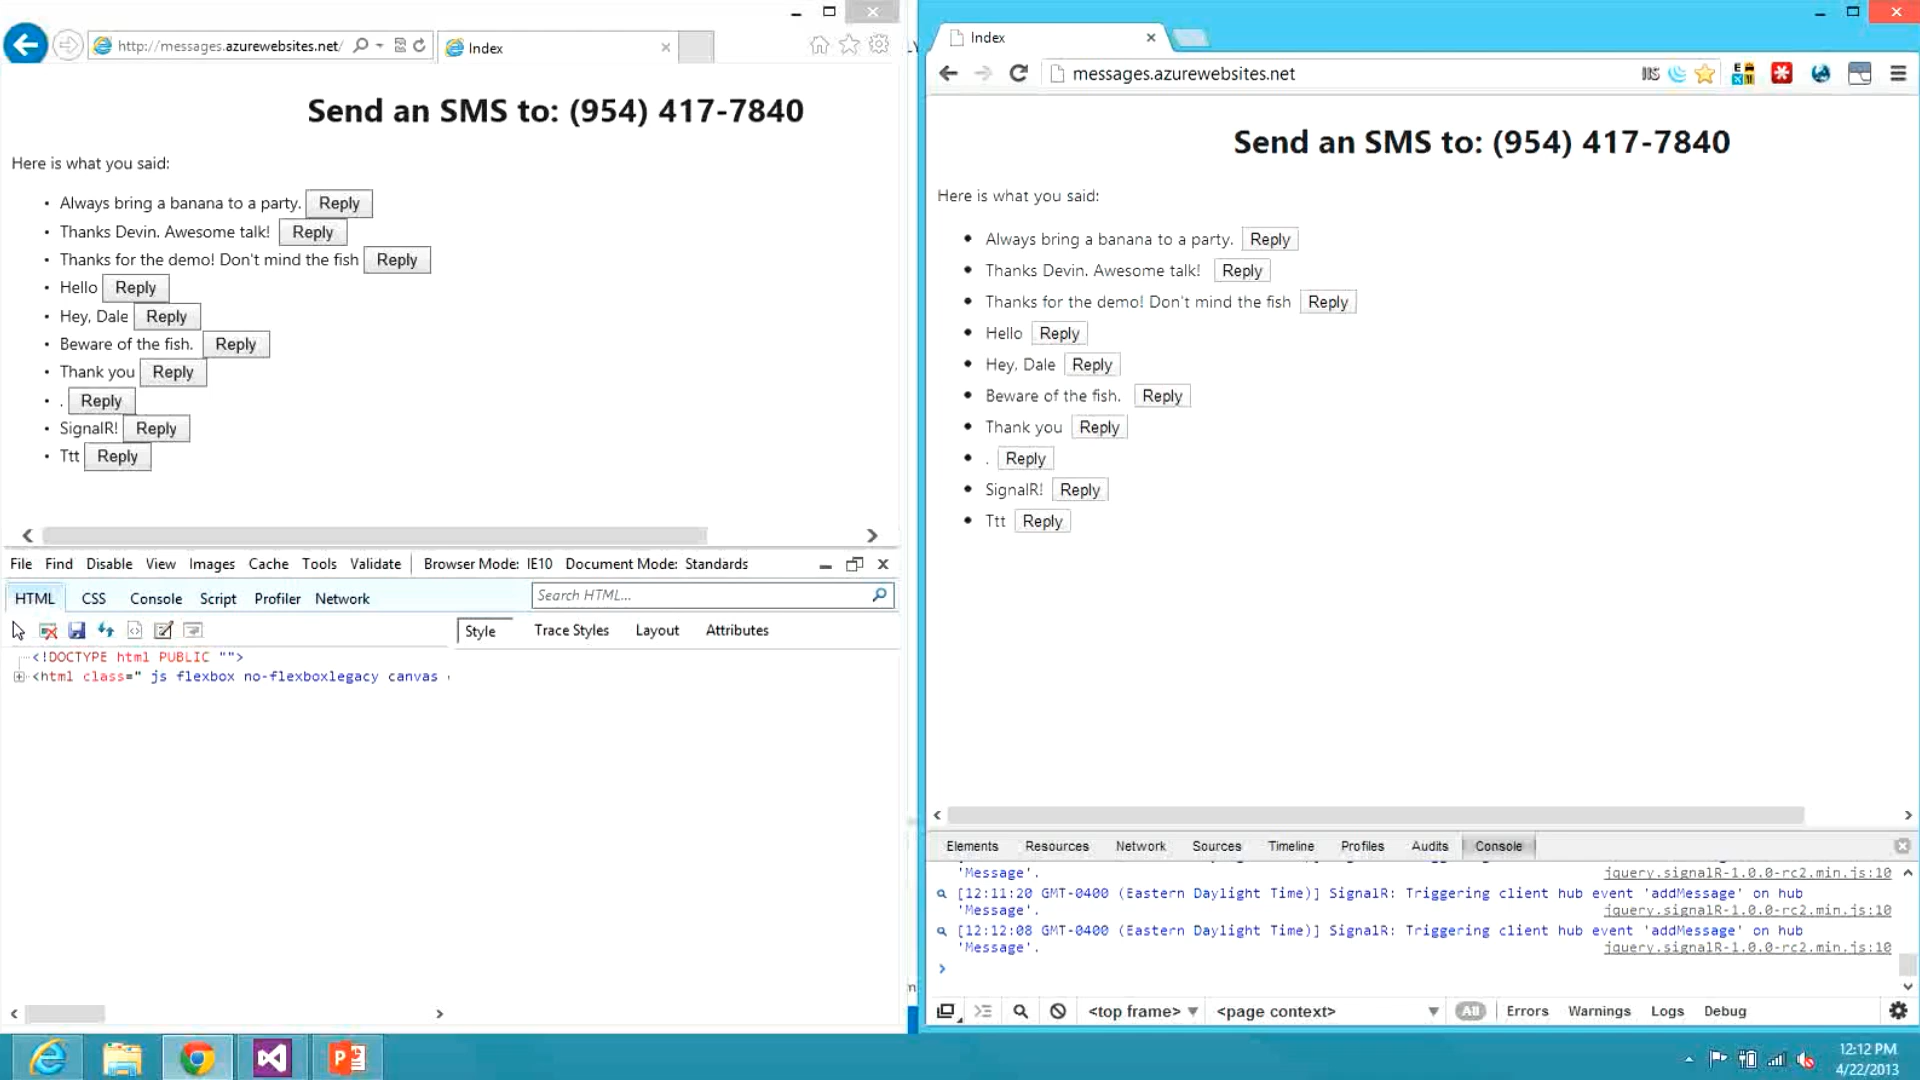 http://messages.azurewebsites.net/
Index
Send an SMS to: (954) 417-7840
Here is what you said:
Always bring a banana to a party. Reply
Thanks Devin. Awesome talk! Reply
Thanks for the demo! Don't mind the fish Reply
Hello Reply
Hey, Dale Reply
Beware of the fish. Reply
Thank you Reply
. Reply
SignalR! Reply
Ttt Reply
File Find Disable View Images Cache Tools Validate Browser Mode: IE10 Document Mode: Standards
HTML CSS Console Script Profiler Network Search HTML...
Style Trace Styles Layout Attributes
<!DOCTYPE html PUBLIC "">
<html class=" js flexbox no-flexboxlegacy canvas
Index
messages.azurewebsites.net
Send an SMS to: (954) 417-7840
Here is what you said:
Always bring a banana to a party. Reply
Thanks Devin. Awesome talk! Reply
Thanks for the demo! Don't mind the fish Reply
Hello Reply
Hey, Dale Reply
Beware of the fish. Reply
Thank you Reply
. Reply
SignalR! Reply
Ttt Reply
Elements Resources Network Sources Timeline Profiles Audits Console
'Message'. jquery.signalR-1.0.0-rc2.min.js:10
[12:11:20 GMT-0400 (Eastern Daylight Time)] SignalR: Triggering client hub event 'addMessage' on hub
'Message'. jquery.signalR-1.0.0-rc2.min.js:10
[12:12:08 GMT-0400 (Eastern Daylight Time)] SignalR: Triggering client hub event 'addMessage' on hub
'Message'. jquery.signalR-1.0.0-rc2.min.js:10
<top frame> <page context> All Errors Warnings Logs Debug
12:12 PM
4/22/2013